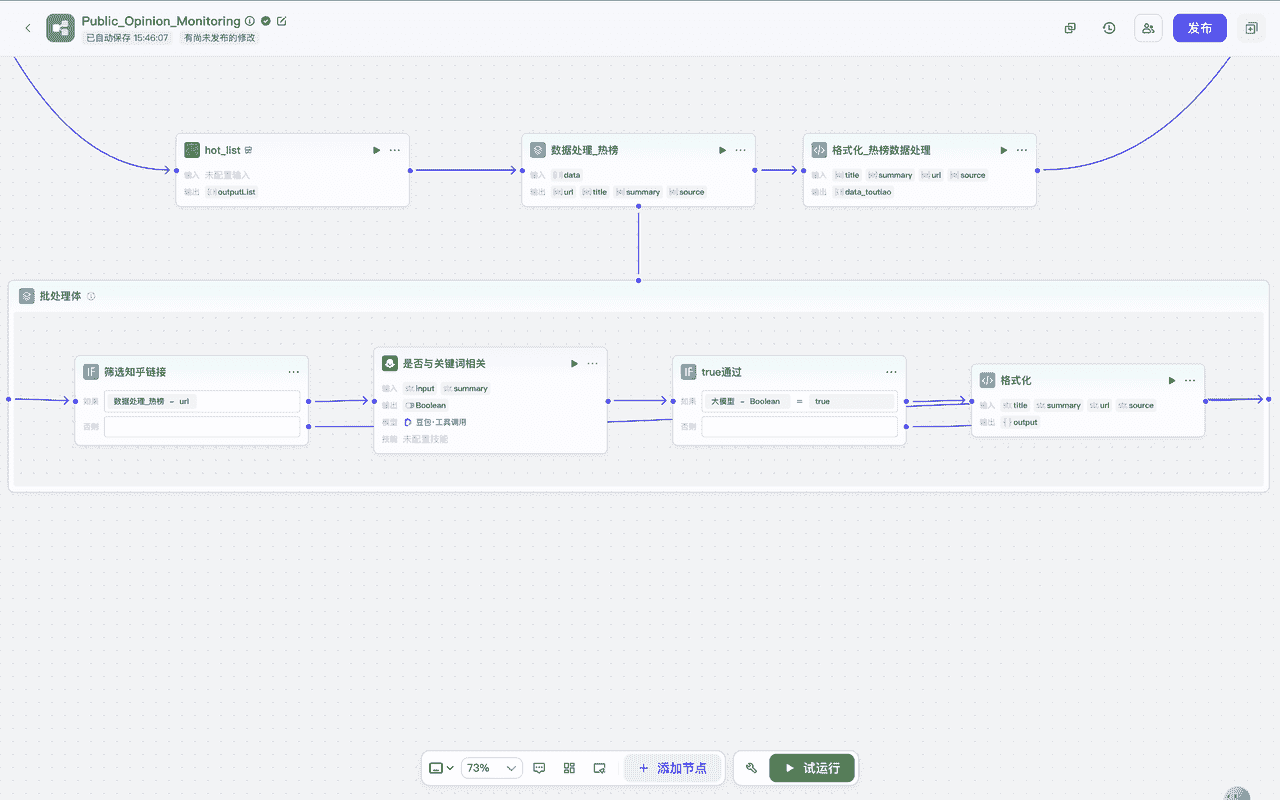 Public_Opinion_Monitoring
已自动保存 15:46:07 有尚未发布的修改
发布
hot_list
输入 未配置输入
输出 outputList
数据处理_热榜
输入 data
输出 url title summary source
格式化_热榜数据处理
输入 title summary url source
输出 data_toutiao
批处理体
IF 筛选知乎链接
如果 数据处理_热榜 - url
否则
是否与关键词相关
输入 str. input str. summary
输出 Boolean
模型 豆包·工具调用
技能 未配置技能
IF true通过
如果 大模型 - Boolean = true
否则
格式化
输入 str. title str. summary str. url str. source
输出 output
73%
添加节点
试运行